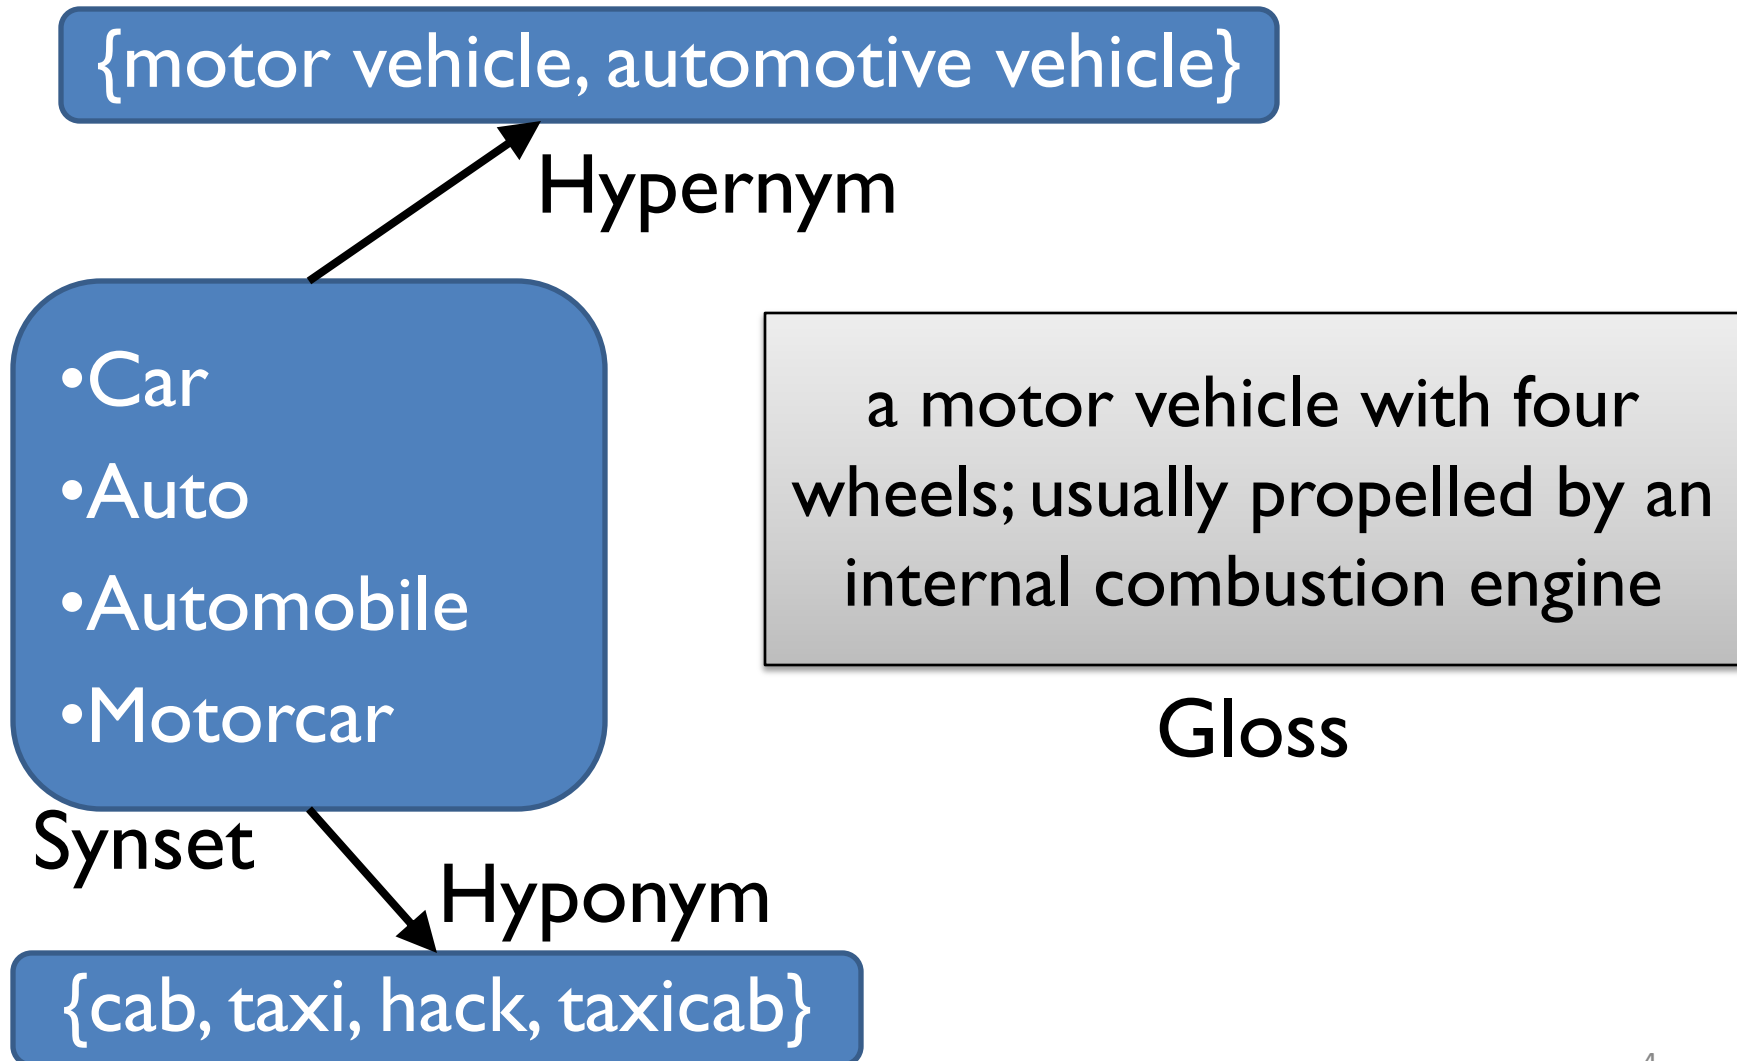 {motor vehicle, automotive vehicle}
Hypernym
•Car
•Auto
•Automobile
•Motorcar
Synset
a motor vehicle with four
wheels; usually propelled by an
internal combustion engine
Gloss
Hyponym
{cab, taxi, hack, taxicab}